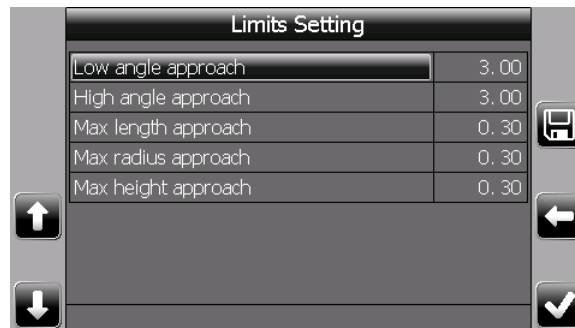 Limits Setting
Low angle approach 3.00
High angle approach 3.00
Max length approach 0.30
Max radius approach 0.30
Max height approach 0.30